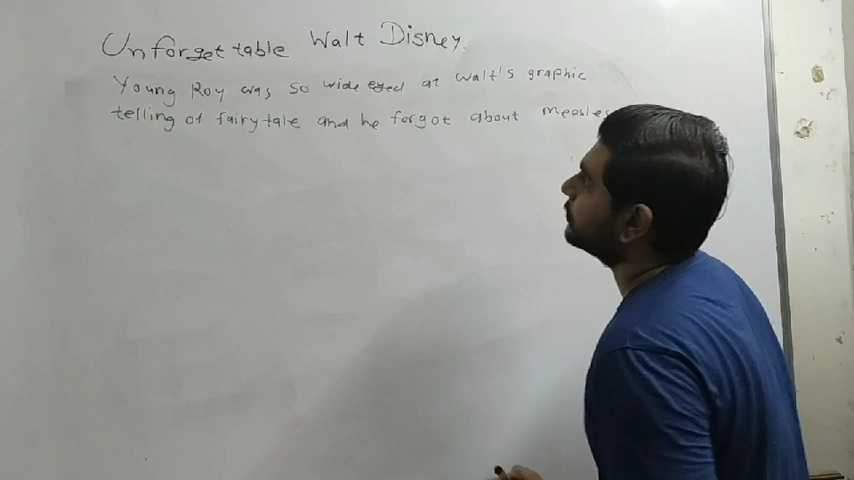 Unforgettable Walt Disney.
Young Roy was so wide eyed at Walt's graphic
telling of fairy tale and he forgot about measles